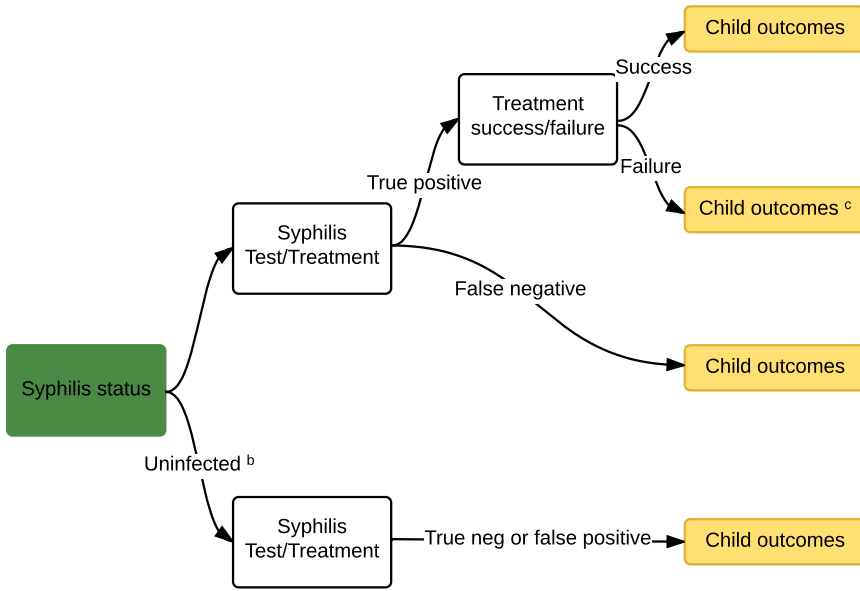 Child outcomes
Success
Treatment
success/failure
Failure
True positive
Child outcomes c
Syphilis
Test/Treatment
False negative
Child outcomes
Syphilis status
Uninfected b
Syphilis
Test/Treatment
True neg or false positive
Child outcomes